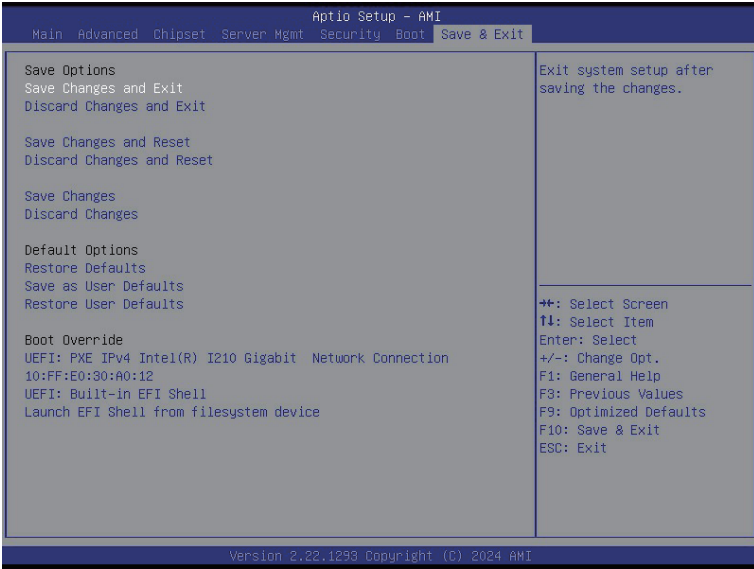 Aptio Setup - AMI
Main Advanced Chipset Server Mgmt Security Boot Save & Exit
Save Options
Save Changes and Exit
Discard Changes and Exit
Save Changes and Reset
Discard Changes and Reset
Save Changes
Discard Changes
Default Options
Restore Defaults
Save as User Defaults
Restore User Defaults
Boot Override
UEFI: PXE IPv4 Intel(R) I210 Gigabit  Network Connection
10:FF:E0:30:A0:12
UEFI: Built-in EFI Shell
Launch EFI Shell from filesystem device
Exit system setup after
saving the changes.
→←: Select Screen
↑↓: Select Item
Enter: Select
+/-: Change Opt.
F1: General Help
F3: Previous Values
F9: Optimized Defaults
F10: Save & Exit
ESC: Exit
Version 2.22.1293 Copyright (C) 2024 AMI